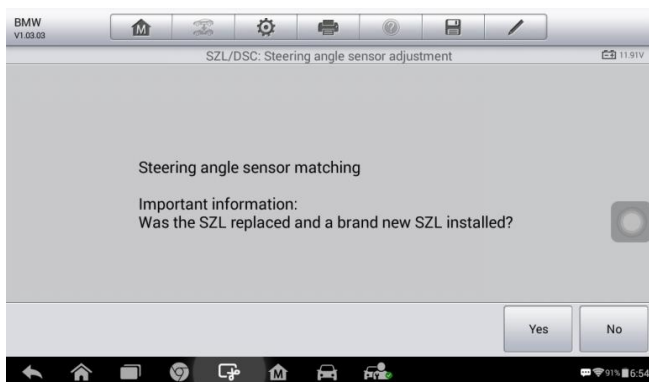 BMW
V1.03.03
M
?
SZL/DSC: Steering angle sensor adjustment
11.91V
Steering angle sensor matching
Important information:
Was the SZL replaced and a brand new SZL installed?
Yes
No
M
91%
6:54